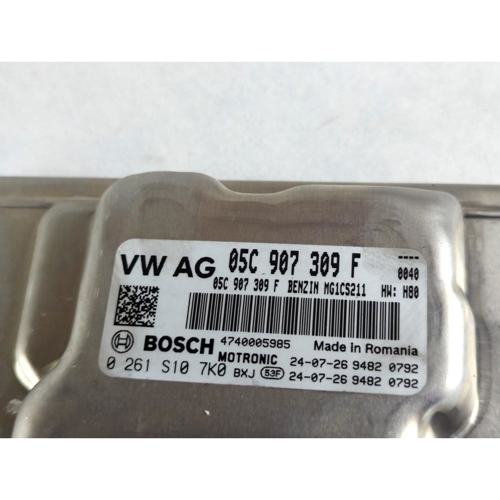 VW AG 05C 907 309 F ----
0040
05C 907 309 F BENZIN MG1CS211 HW: H80
BOSCH 4740005985 Made in Romania
MOTRONIC 24-07-26 9482 0792
0 261 S10 7K0 BXJ 53F 24-07-26 9482 0792